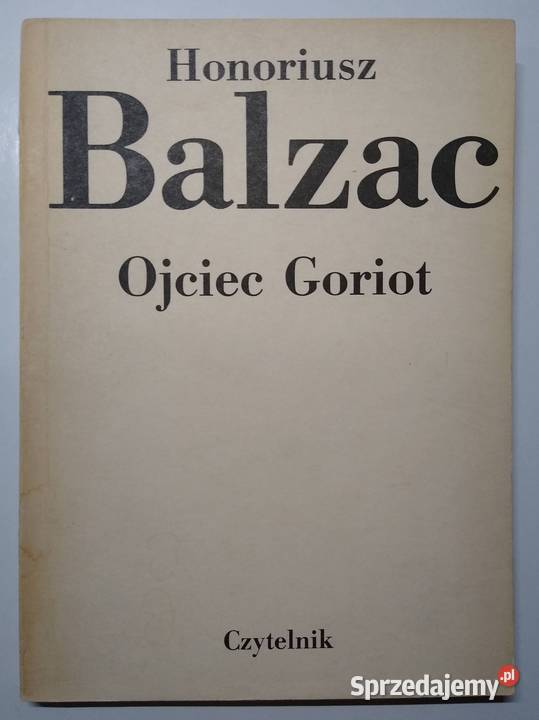 Honoriusz
Balzac
Ojciec Goriot
Czytelnik
Sprzedajemy.pl